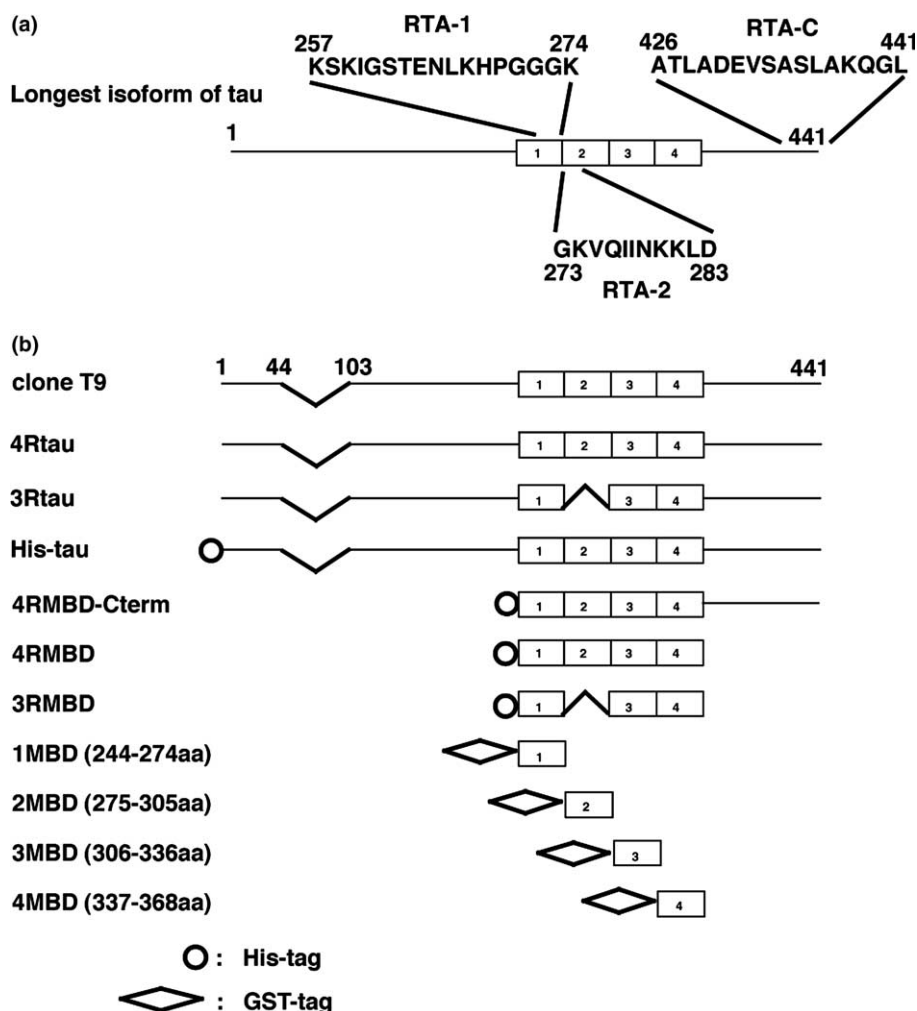 (a)
RTA-1
RTA-C
257
274
426
441
KSKIGSTENLKHPGGGK
ATLADEVSASLAKQGL
Longest isoform of tau
1
441
1 2 3 4
GKVQIINKKLD
273
283
RTA-2
(b)
1 44 103 441
clone T9
1 2 3 4
4Rtau
1 2 3 4
3Rtau
1 3 4
His-tau
1 2 3 4
4RMBD-Cterm
1 2 3 4
4RMBD
1 2 3 4
3RMBD
1 3 4
1MBD (244-274aa)
1
2MBD (275-305aa)
2
3MBD (306-336aa)
3
4MBD (337-368aa)
4
: His-tag
: GST-tag